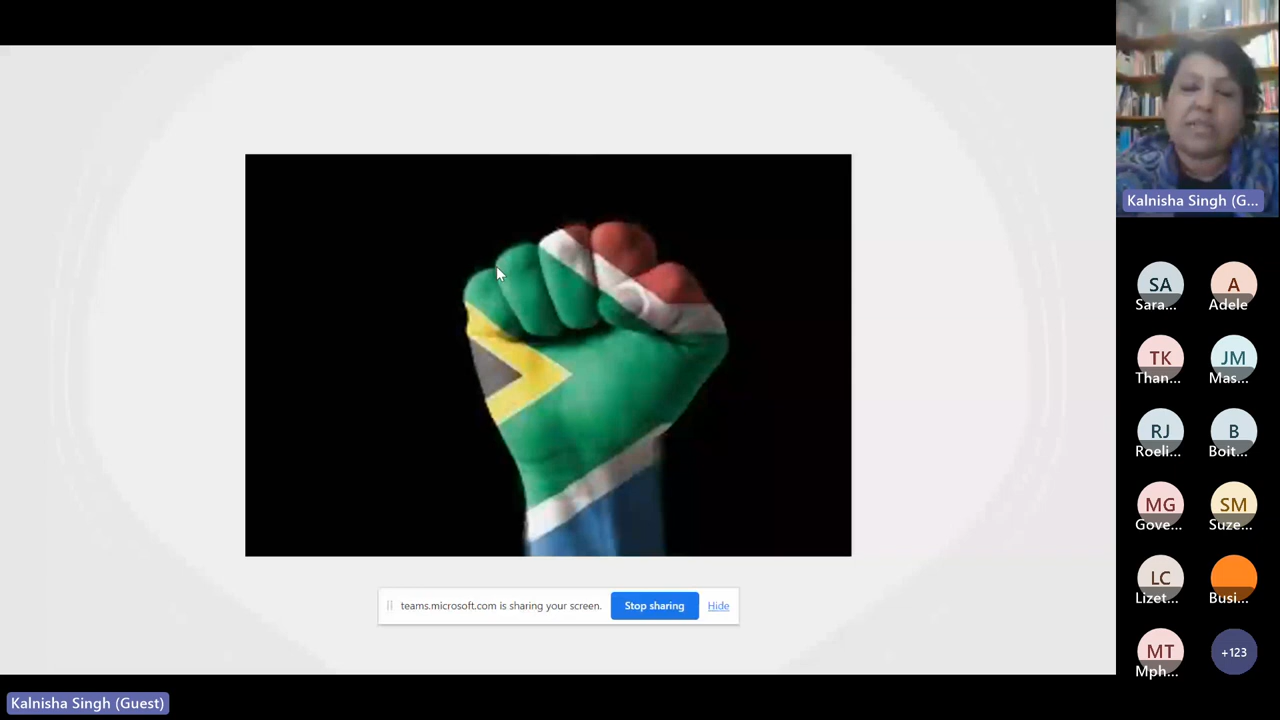 Kalnisha Singh (G...
SA
A
Sara...
Adele
TK
JM
Than...
Mas...
RJ
B
Roeli...
Boit...
MG
SM
Gove...
Suze...
LC
Lizet...
Busi...
MT
+123
Mph...
teams.microsoft.com is sharing your screen.
Stop sharing
Hide
Kalnisha Singh (Guest)